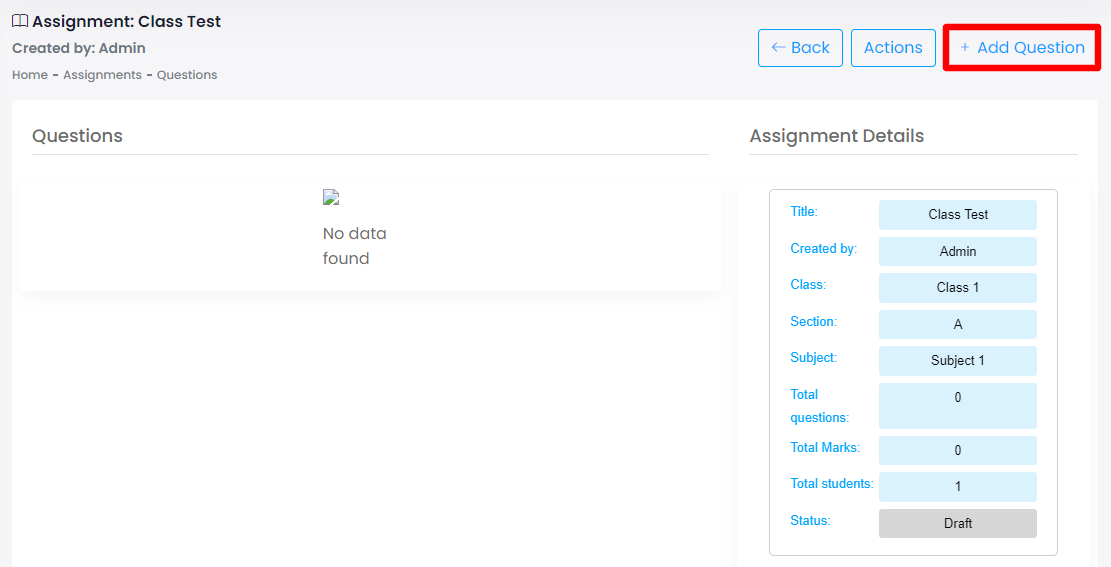 Assignment: Class Test
Created by: Admin
Home - Assignments - Questions
← Back
Actions
+ Add Question
Questions
No data
found
Assignment Details
Title: Class Test
Created by: Admin
Class: Class 1
Section: A
Subject: Subject 1
Total
questions: 0
Total Marks: 0
Total students: 1
Status: Draft